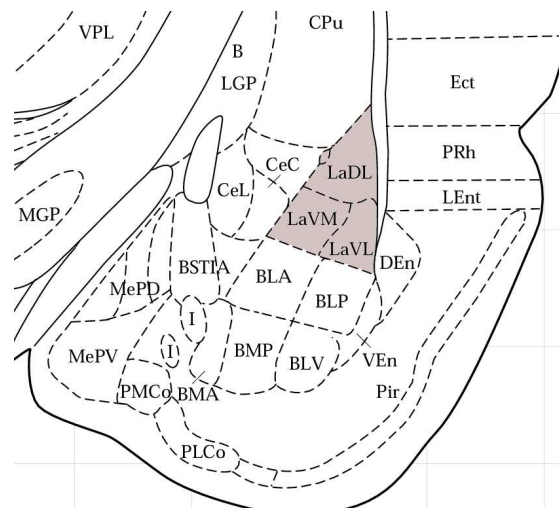 CPu
VPL
B
LGP
Ect
PRh
LaDL
CeC
CeL
LEnt
MGP
LaVM
LaVL
DEn
BSTIA
BLA
MePD
BLP
I
I
BMP
BLV
VEn
MePV
PMCo
BMA
Pir
PLCo